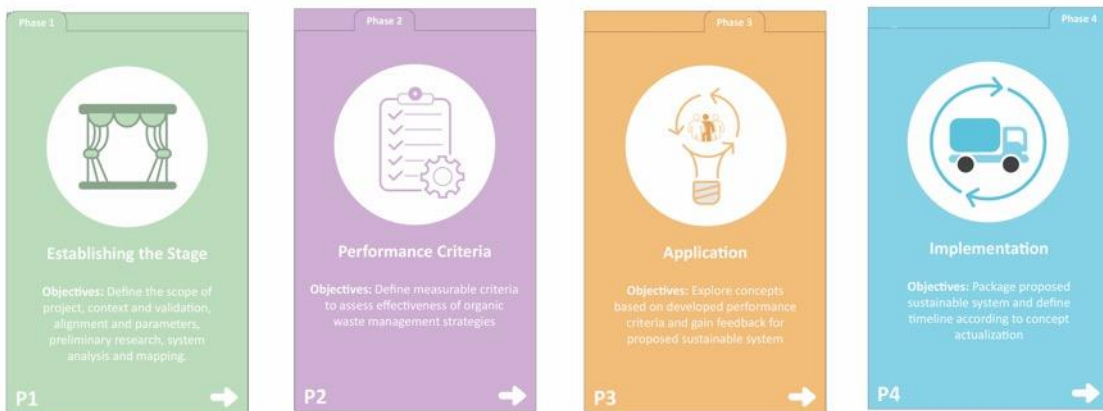 Phase 1
Establishing the Stage
Objectives: Define the scope of
project, context and validation,
alignment and parameters,
preliminary research, system
analysis and mapping.
P1
Phase 2
Performance Criteria
Objectives: Define measurable criteria
to assess effectiveness of organic
waste management strategies
P2
Phase 3
Application
Objectives: Explore concepts
based on developed performance
criteria and gain feedback for
proposed sustainable system
P3
Phase 4
Implementation
Objectives: Package proposed
sustainable system and define
timeline according to concept
actualization
P4